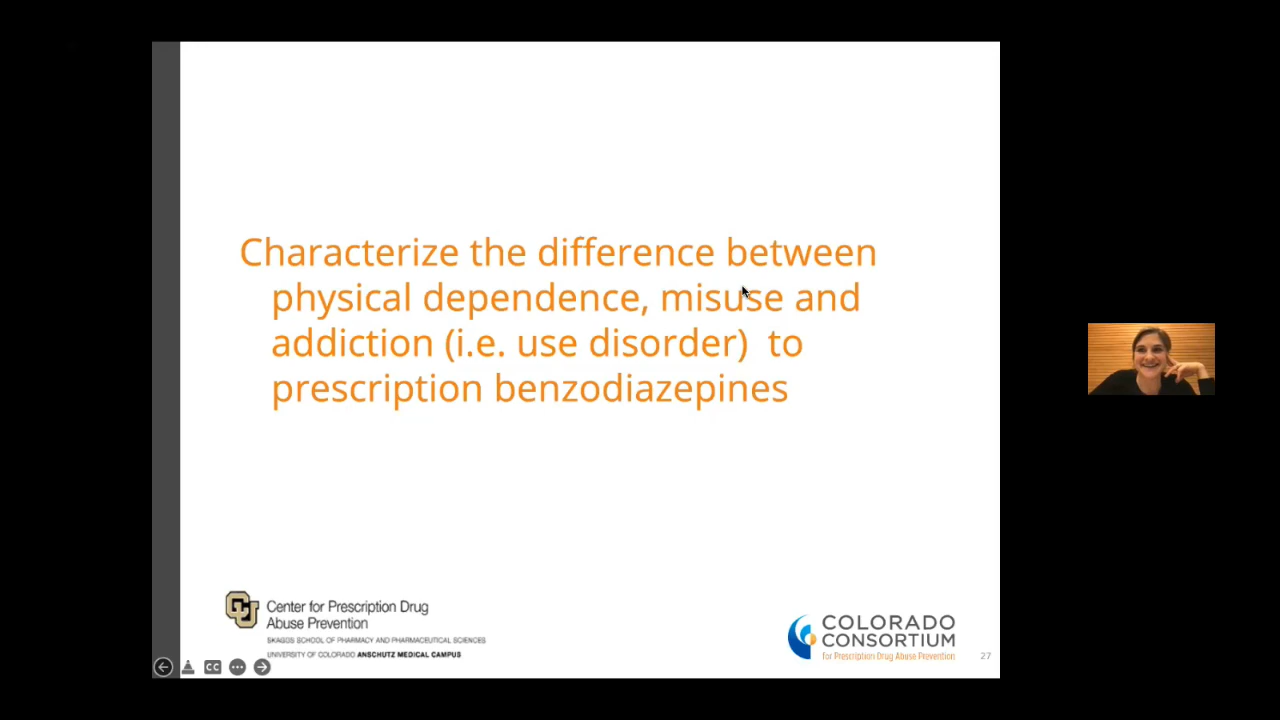 Characterize the difference between
physical dependence, misuse and
addiction (i.e. use disorder) to
prescription benzodiazepines
CU
Center for Prescription Drug
Abuse Prevention
SKAGGS SCHOOL OF PHARMACY AND PHARMACEUTICAL SCIENCES
UNIVERSITY OF COLORADO ANSCHUTZ MEDICAL CAMPUS
COLORADO
CONSORTIUM
for Prescription Drug Abuse Prevention
27
CC